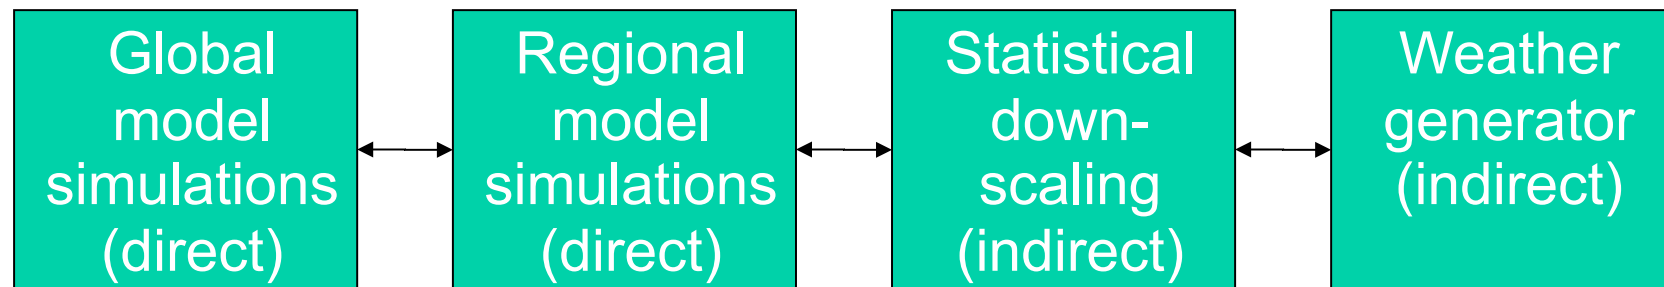 Global
model
simulations
(direct)
Regional
model
simulations
(direct)
Statistical
down-
scaling
(indirect)
Weather
generator
(indirect)